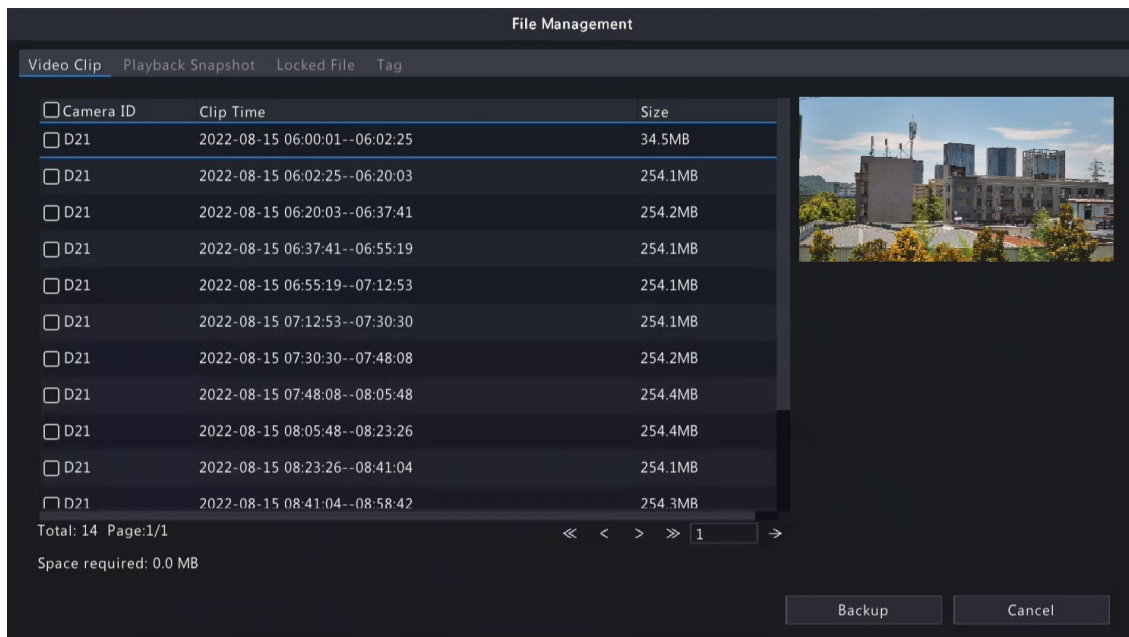 File Management
Video Clip Playback Snapshot Locked File Tag
Camera ID Clip Time Size
D21 2022-08-15 06:00:01--06:02:25 34.5MB
D21 2022-08-15 06:02:25--06:20:03 254.1MB
D21 2022-08-15 06:20:03--06:37:41 254.2MB
D21 2022-08-15 06:37:41--06:55:19 254.1MB
D21 2022-08-15 06:55:19--07:12:53 254.1MB
D21 2022-08-15 07:12:53--07:30:30 254.1MB
D21 2022-08-15 07:30:30--07:48:08 254.2MB
D21 2022-08-15 07:48:08--08:05:48 254.4MB
D21 2022-08-15 08:05:48--08:23:26 254.4MB
D21 2022-08-15 08:23:26--08:41:04 254.1MB
D21 2022-08-15 08:41:04--08:58:42 254.3MB
Total: 14 Page:1/1 ≪ < > ≫ 1 →
Space required: 0.0 MB
Backup Cancel